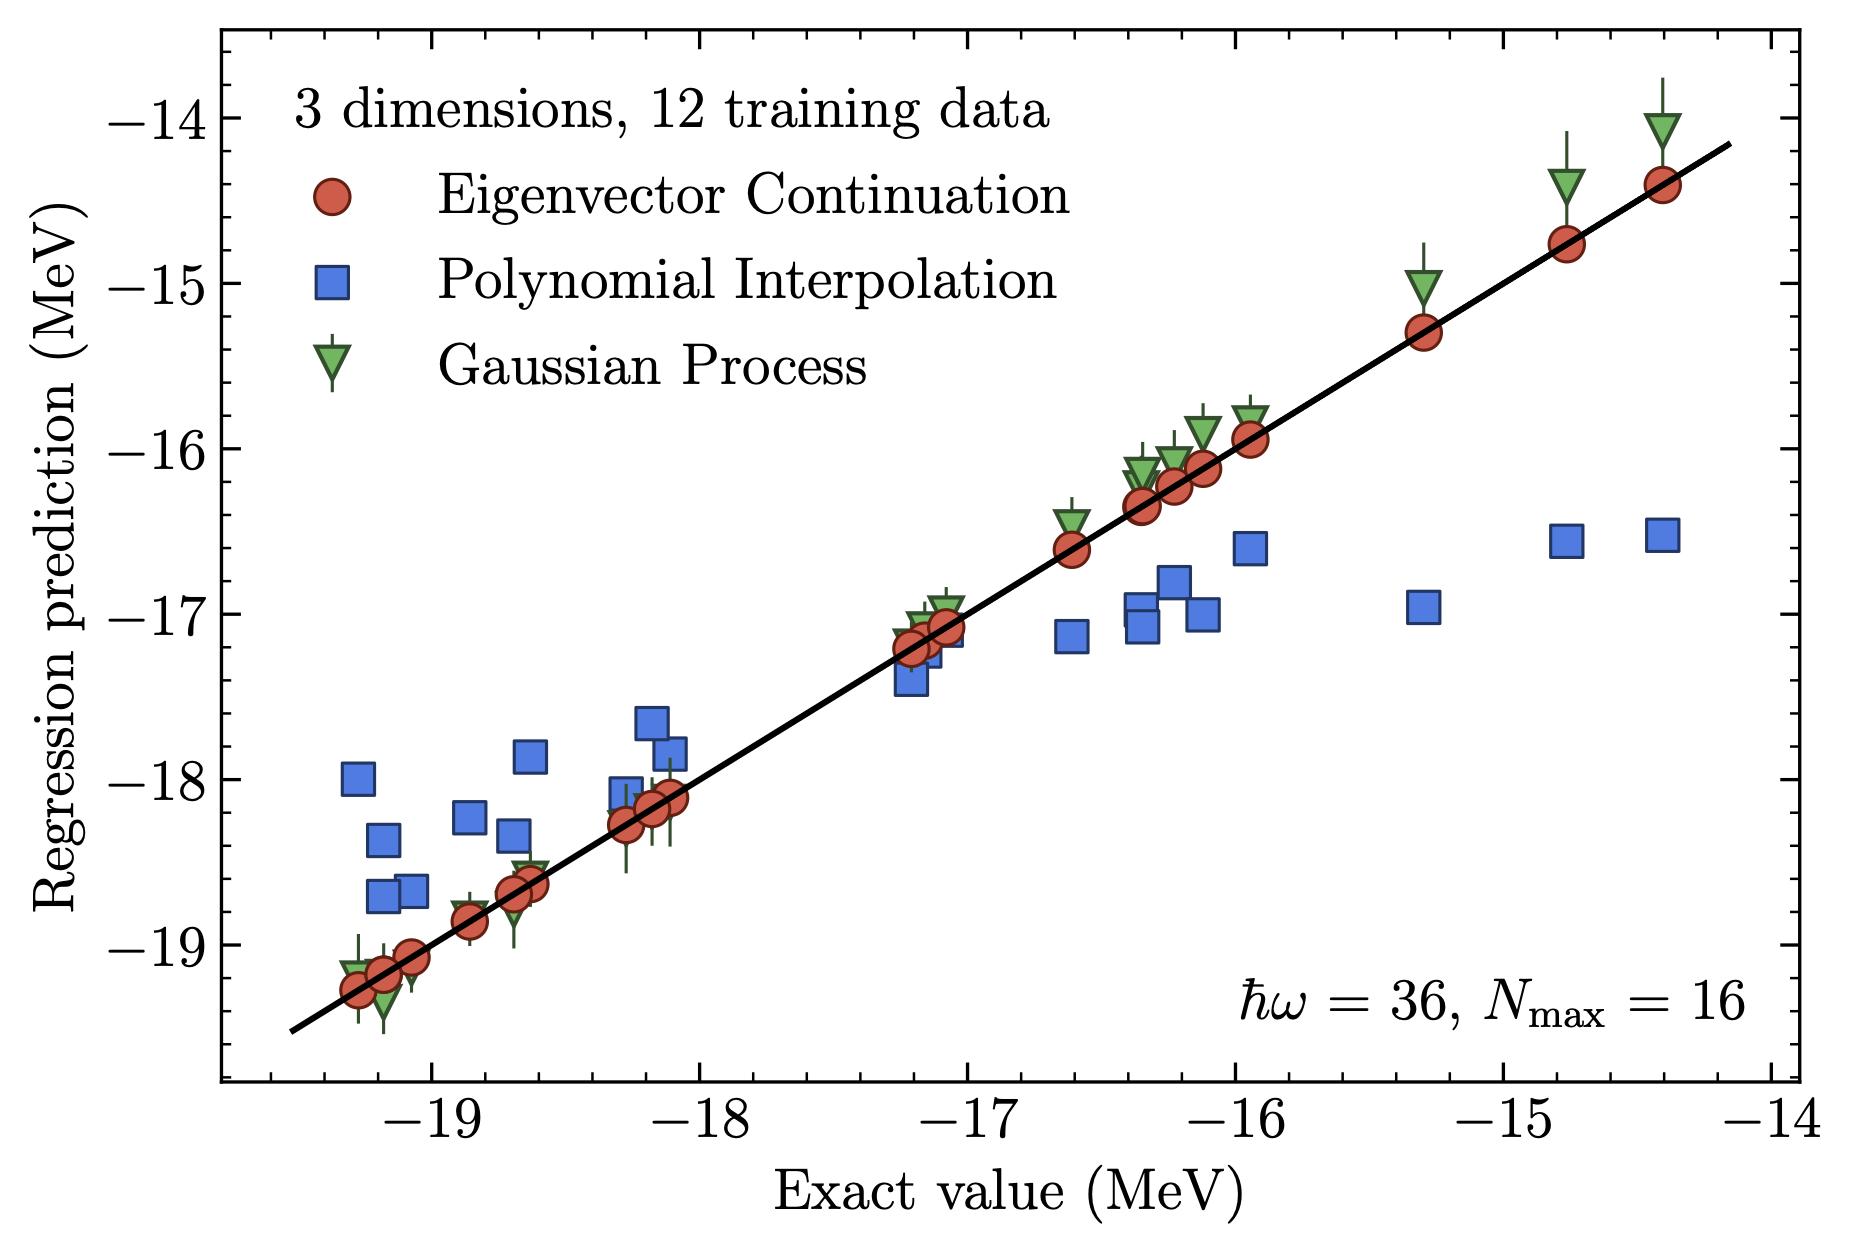 3 dimensions, 12 training data
Eigenvector Continuation
Polynomial Interpolation
Gaussian Process
−14
−15
−16
−17
−18
−19
Regression prediction (MeV)
ℏω = 36, N_max = 16
−19 −18 −17 −16 −15 −14
Exact value (MeV)